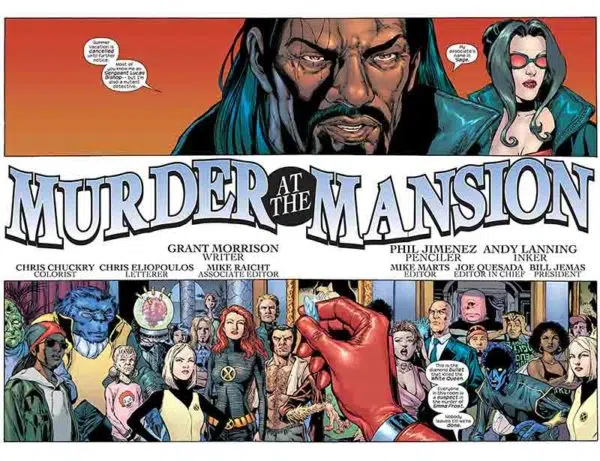 Summer
vacation is
cancelled
until further
notice.
Most of
you know me as
Sergeant Lucas
Bishop-- but I'm
also a mutant
detective.
My
associate's
name is
Sage.
MURDER AT THE MANSION
GRANT MORRISON
WRITER
PHIL JIMENEZ
PENCILER
ANDY LANNING
INKER
CHRIS CHUCKRY
COLORIST
CHRIS ELIOPOULOS
LETTERER
MIKE RAICHT
ASSOCIATE EDITOR
MIKE MARTS
EDITOR
JOE QUESADA
EDITOR IN CHIEF
BILL JEMAS
PRESIDENT
This is the
diamond bullet
that killed the
White Queen.
Everyone
in this room is
a suspect in
the murder of
Emma Frost.
Nobody
leaves till we're
done.